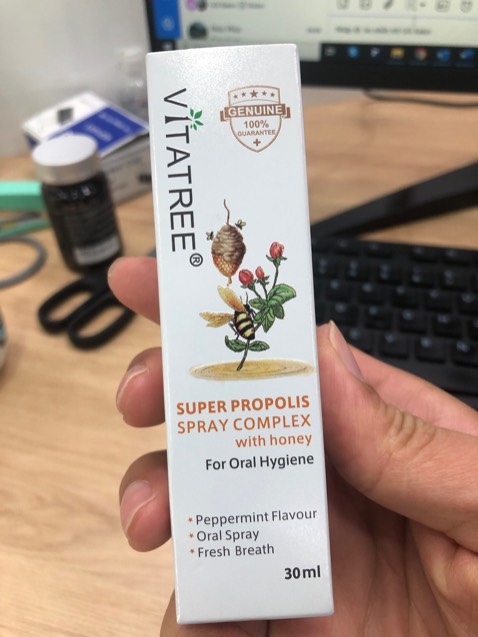 VITATREE®
GENUINE
100%
GUARANTEE
SUPER PROPOLIS
SPRAY COMPLEX
with honey
For Oral Hygiene
* Peppermint Flavour
* Oral Spray
* Fresh Breath
30ml